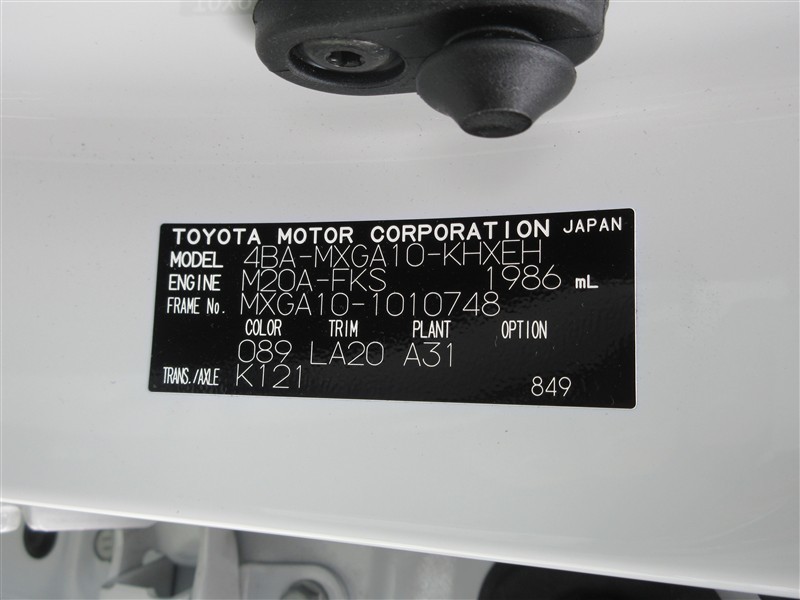 TOYOTA MOTOR CORPORATION JAPAN
MODEL 4BA-MXGA10-KHXEH
ENGINE M20A-FKS 1986 mL
FRAME No. MXGA10-1010748
COLOR TRIM PLANT OPTION
089 LA20 A31
TRANS./AXLE K121 849